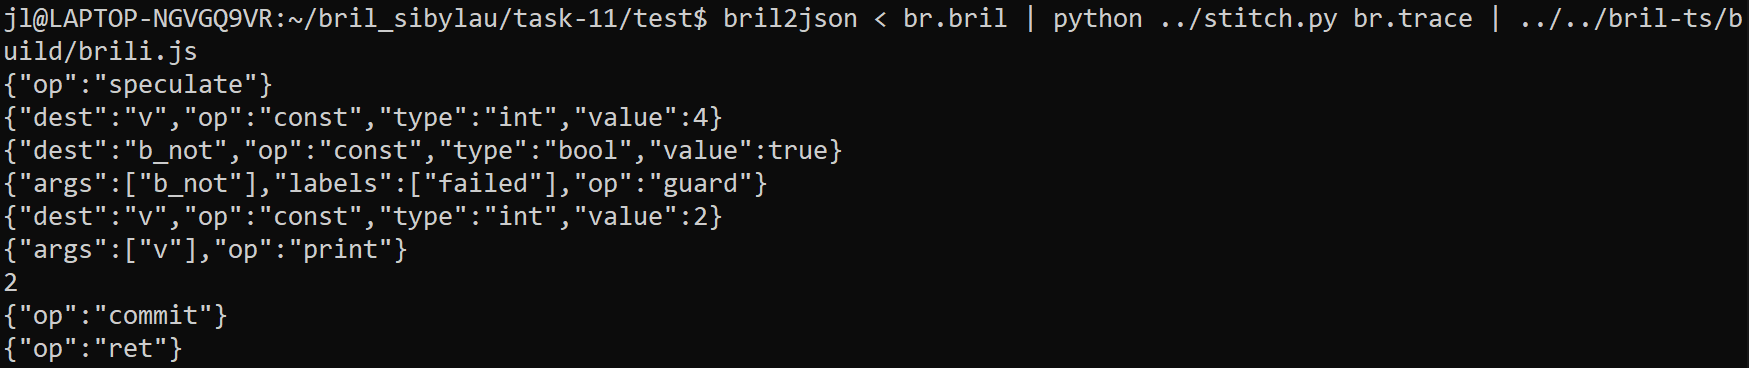 jl@LAPTOP-NGVGQ9VR:~/bril_sibylau/task-11/test$ bril2json < br.bril | python ../stitch.py br.trace | ../../bril-ts/b
uild/brili.js
{"op":"speculate"}
{"dest":"v","op":"const","type":"int","value":4}
{"dest":"b_not","op":"const","type":"bool","value":true}
{"args":["b_not"],"labels":["failed"],"op":"guard"}
{"dest":"v","op":"const","type":"int","value":2}
{"args":["v"],"op":"print"}
2
{"op":"commit"}
{"op":"ret"}